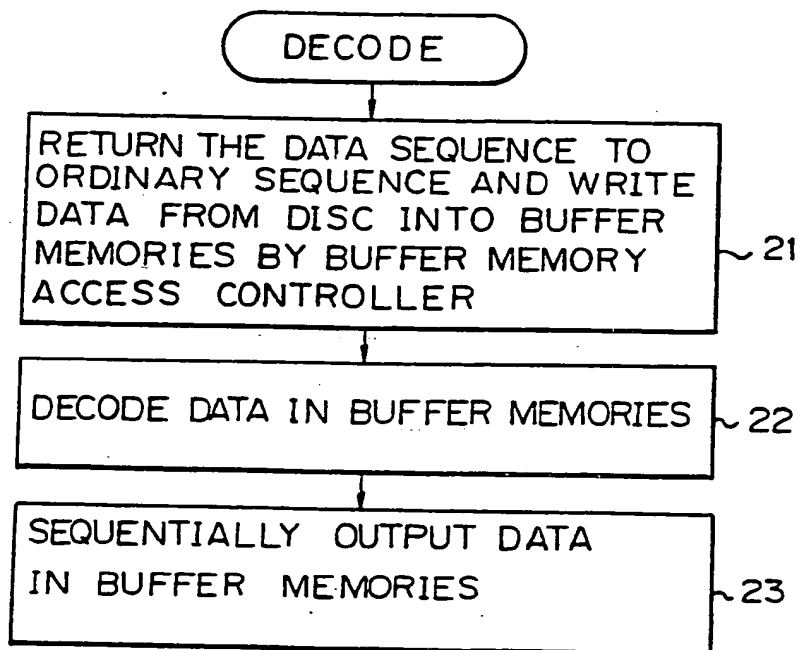 DECODE
RETURN THE DATA SEQUENCE TO
ORDINARY SEQUENCE AND WRITE
DATA FROM DISC INTO BUFFER
MEMORIES BY BUFFER MEMORY
ACCESS CONTROLLER
21
DECODE DATA IN BUFFER MEMORIES
22
SEQUENTIALLY OUTPUT DATA
IN BUFFER MEMORIES
23